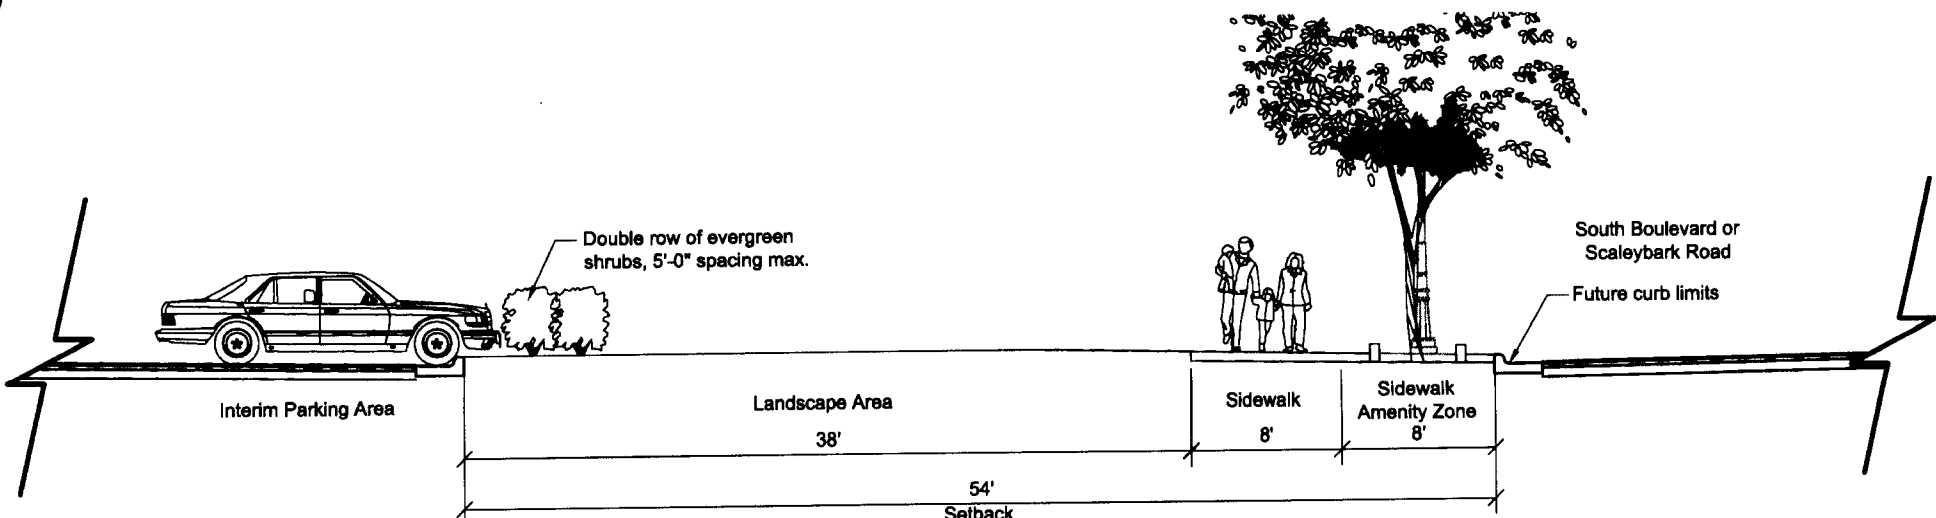 Double row of evergreen
shrubs, 5'-0" spacing max.
South Boulevard or
Scaleybark Road
Future curb limits
Interim Parking Area
Landscape Area
38'
Sidewalk
8'
Sidewalk
Amenity Zone
8'
54'
Setback